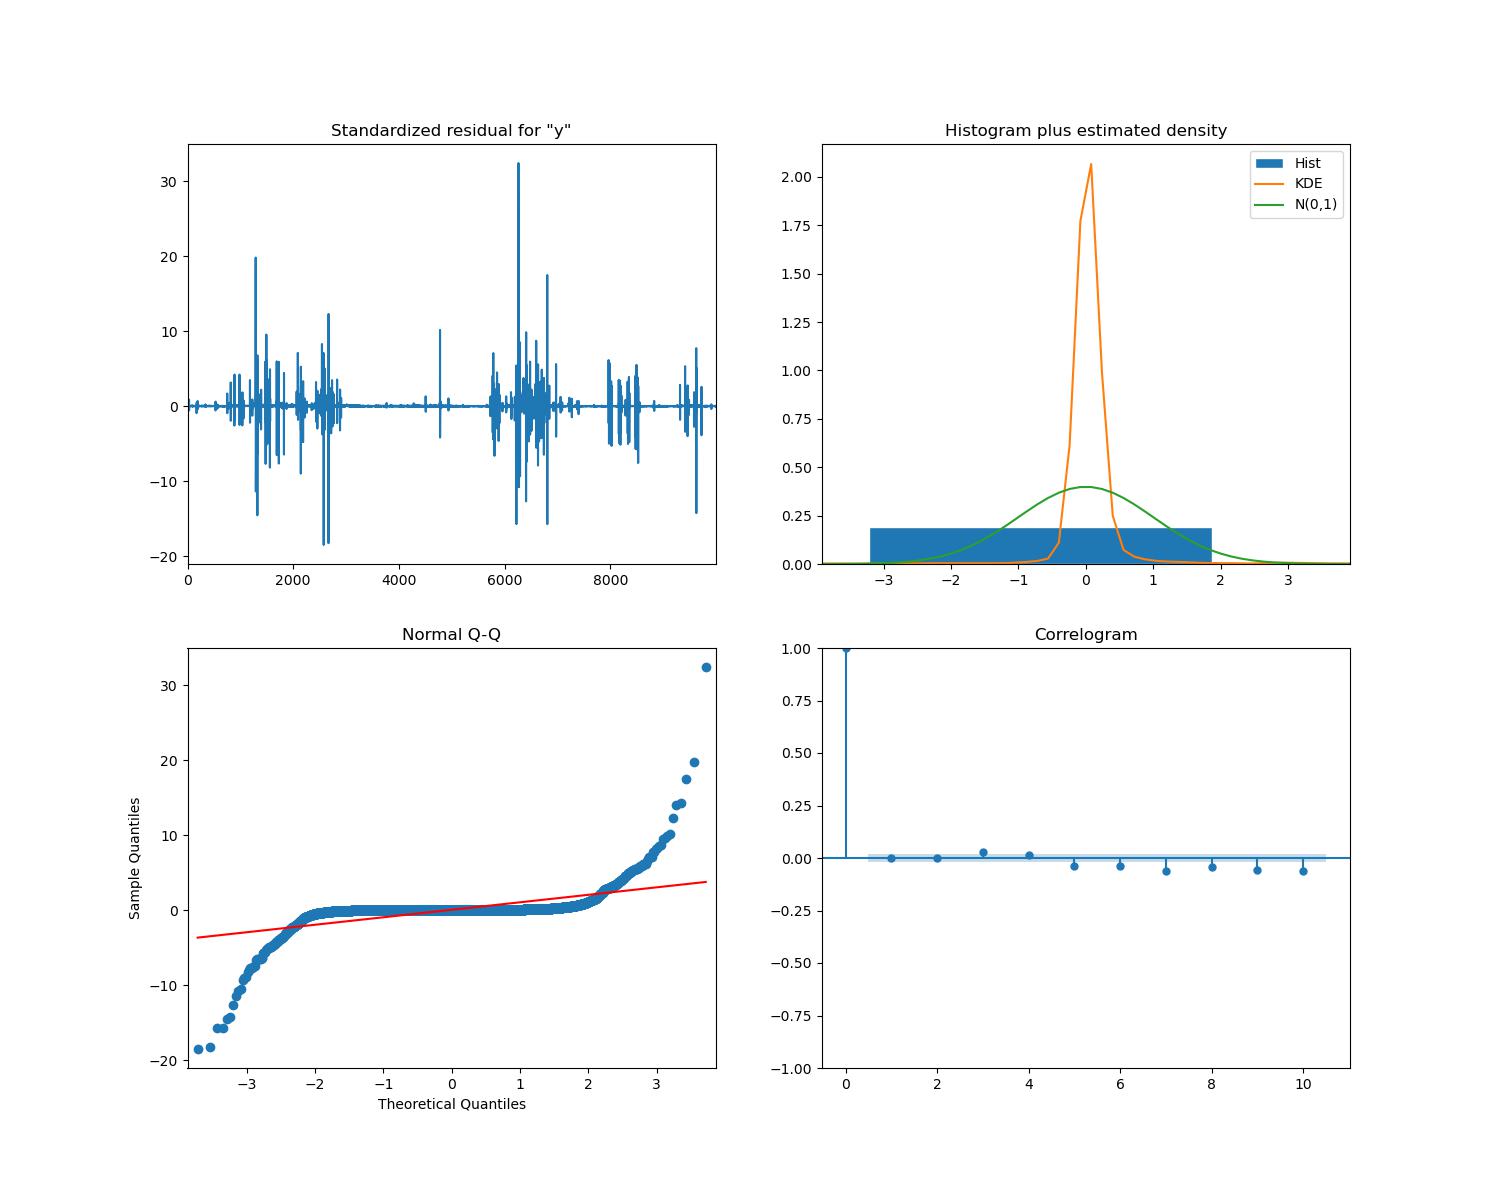 Standardized residual for "y"
30
20
10
0
−10
−20
0 2000 4000 6000 8000
Histogram plus estimated density
2.00
1.75
1.50
1.25
1.00
0.75
0.50
0.25
0.00
−3 −2 −1 0 1 2 3
Hist
KDE
N(0,1)
Normal Q-Q
Sample Quantiles
30
20
10
0
−10
−20
−3 −2 −1 0 1 2 3
Theoretical Quantiles
Correlogram
1.00
0.75
0.50
0.25
0.00
−0.25
−0.50
−0.75
−1.00
0 2 4 6 8 10